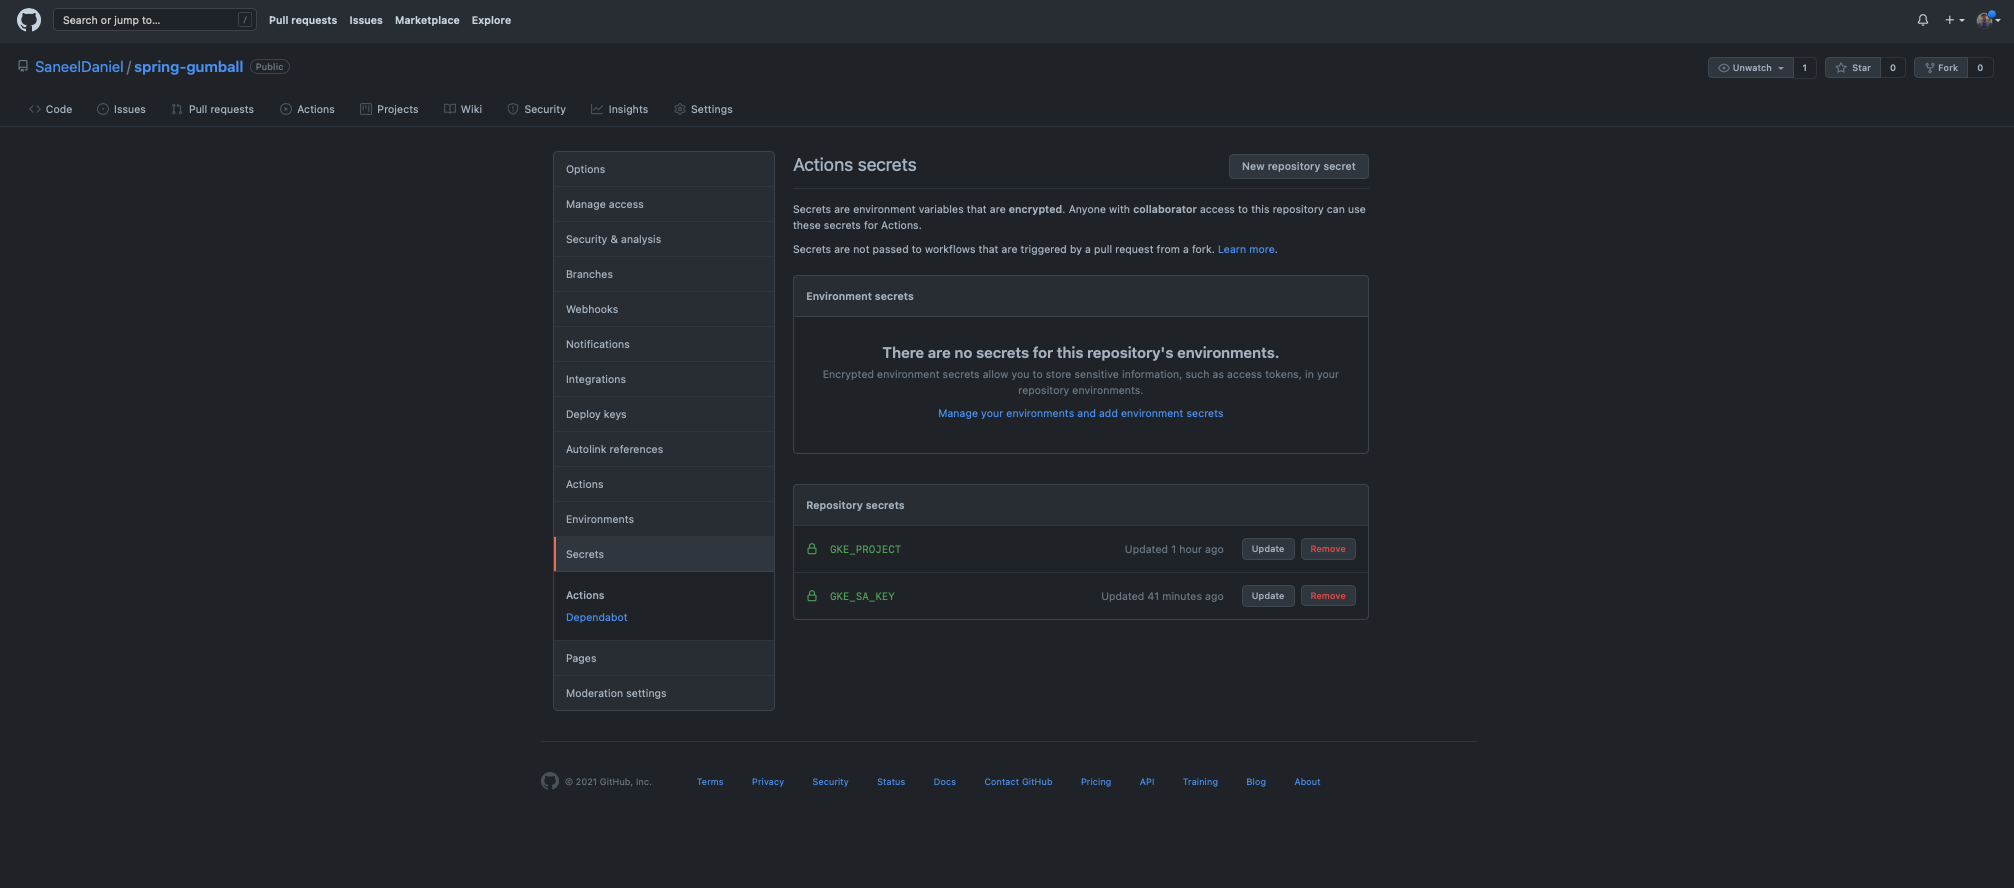 Search or jump to... /
Pull requests Issues Marketplace Explore
SaneelDaniel / spring-gumball Public
Unwatch 1 Star 0 Fork 0
Code Issues Pull requests Actions Projects Wiki Security Insights Settings
Options
Manage access
Security & analysis
Branches
Webhooks
Notifications
Integrations
Deploy keys
Autolink references
Actions
Environments
Secrets
Actions
Dependabot
Pages
Moderation settings
Actions secrets
New repository secret
Secrets are environment variables that are encrypted. Anyone with collaborator access to this repository can use
these secrets for Actions.
Secrets are not passed to workflows that are triggered by a pull request from a fork. Learn more.
Environment secrets
There are no secrets for this repository's environments.
Encrypted environment secrets allow you to store sensitive information, such as access tokens, in your
repository environments.
Manage your environments and add environment secrets
Repository secrets
GKE_PROJECT Updated 1 hour ago Update Remove
GKE_SA_KEY Updated 41 minutes ago Update Remove
© 2021 GitHub, Inc. Terms Privacy Security Status Docs Contact GitHub Pricing API Training Blog About